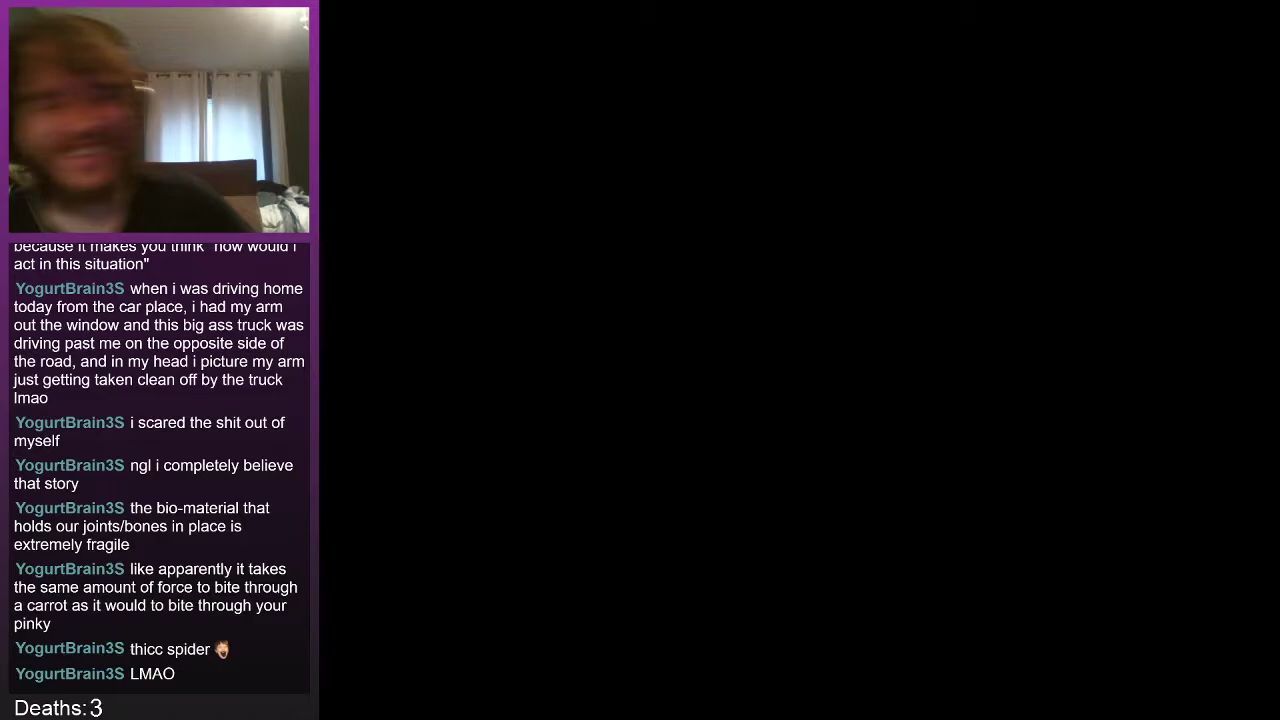 because it makes you think "how would i
act in this situation"
YogurtBrain3S when i was driving home
today from the car place, i had my arm
out the window and this big ass truck was
driving past me on the opposite side of
the road, and in my head i picture my arm
just getting taken clean off by the truck
lmao
YogurtBrain3S i scared the shit out of
myself
YogurtBrain3S ngl i completely believe
that story
YogurtBrain3S the bio-material that
holds our joints/bones in place is
extremely fragile
YogurtBrain3S like apparently it takes
the same amount of force to bite through
a carrot as it would to bite through your
pinky
YogurtBrain3S thicc spider
YogurtBrain3S LMAO
Deaths: 3